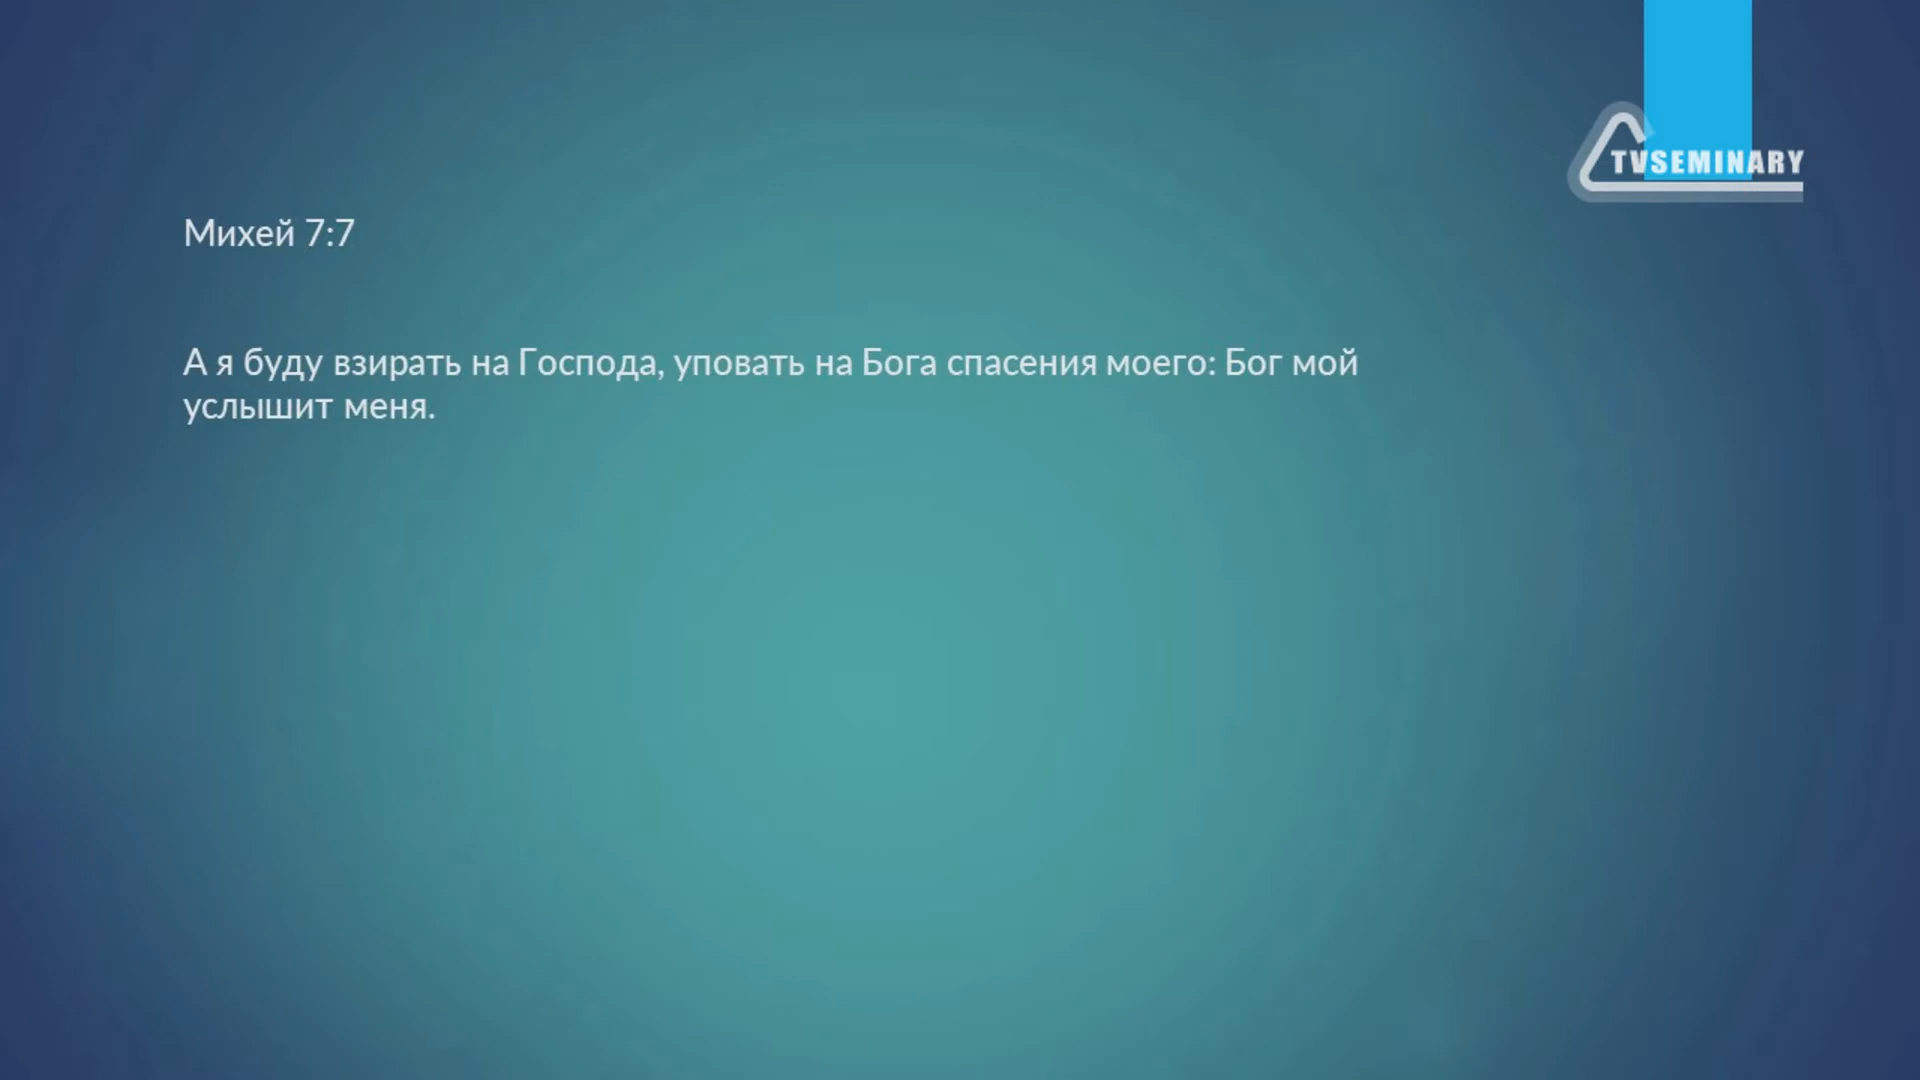 TVSEMINARY
Михей 7:7
А я буду взирать на Господа, уповать на Бога спасения моего: Бог мой
услышит меня.